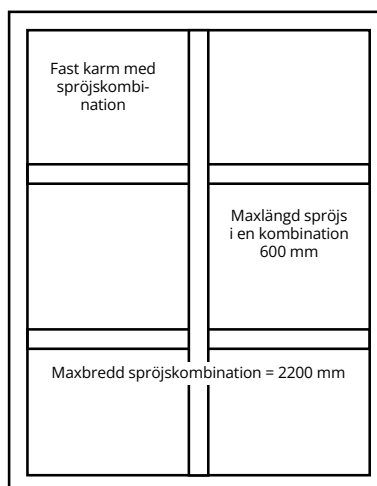 Fast karm med
spröjskombi-
nation
Maxlängd spröjs
i en kombination
600 mm
Maxbredd spröjskombination = 2200 mm